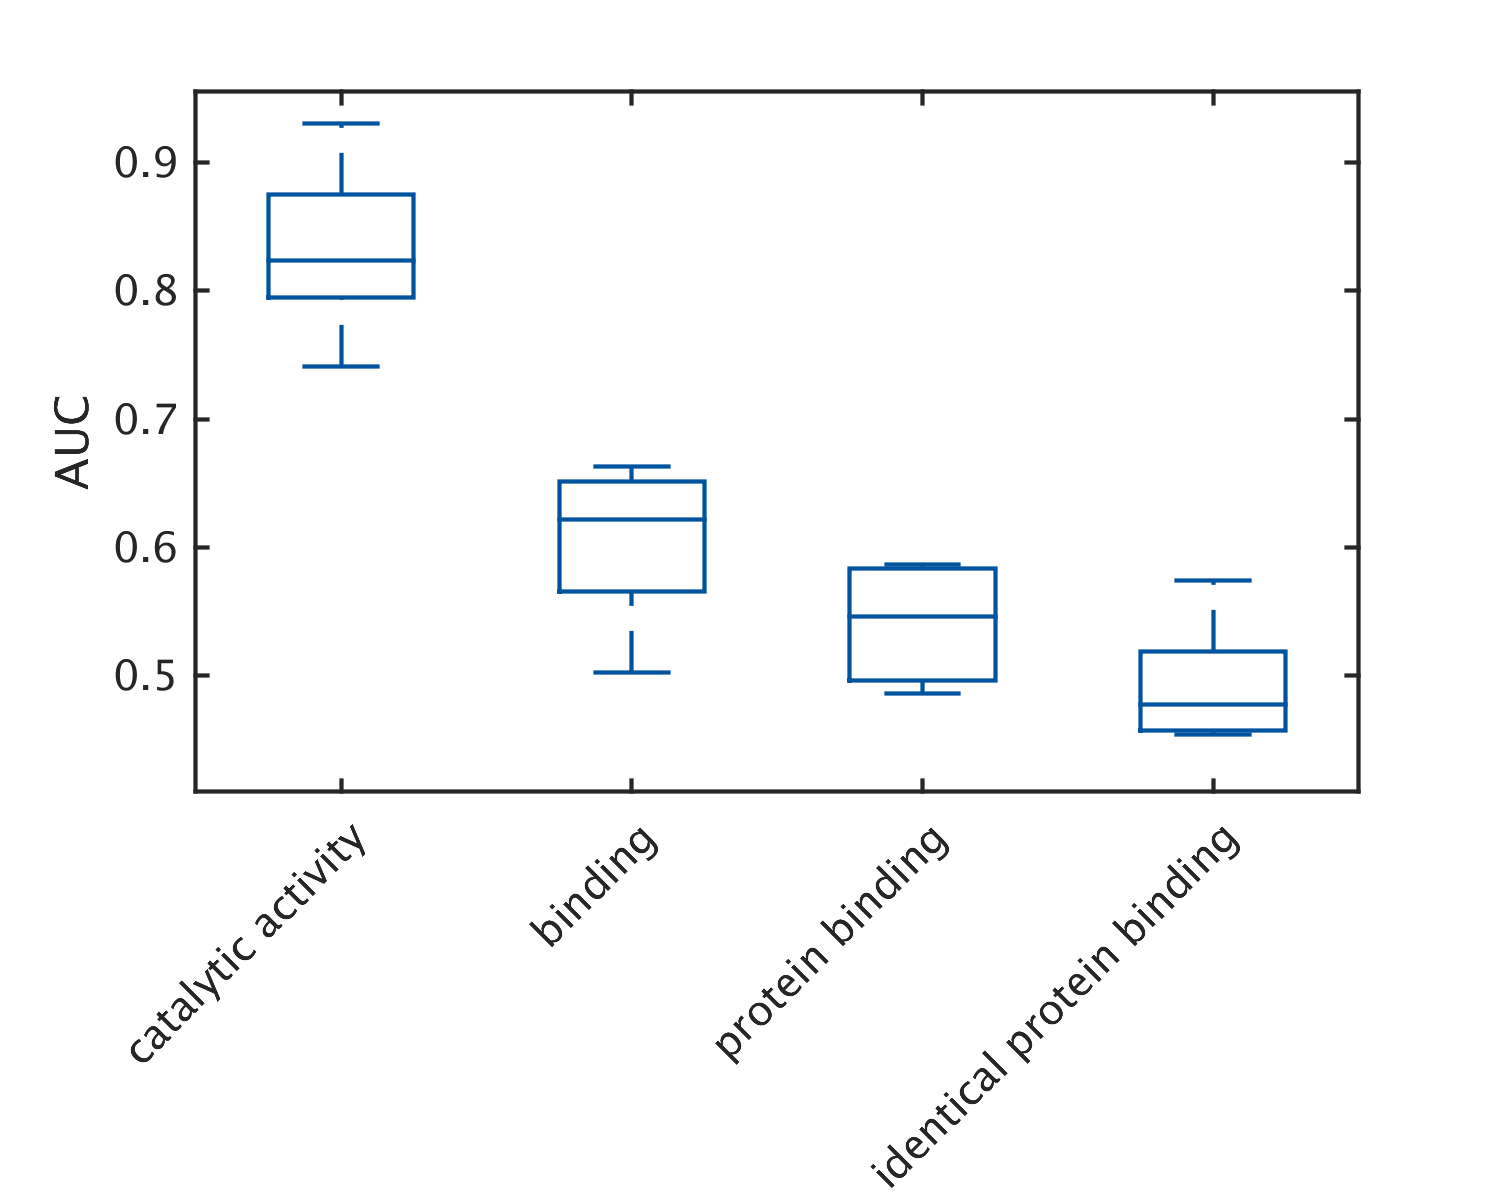 AUC
0.9
0.8
0.7
0.6
0.5
catalytic activity
binding
protein binding
identical protein binding